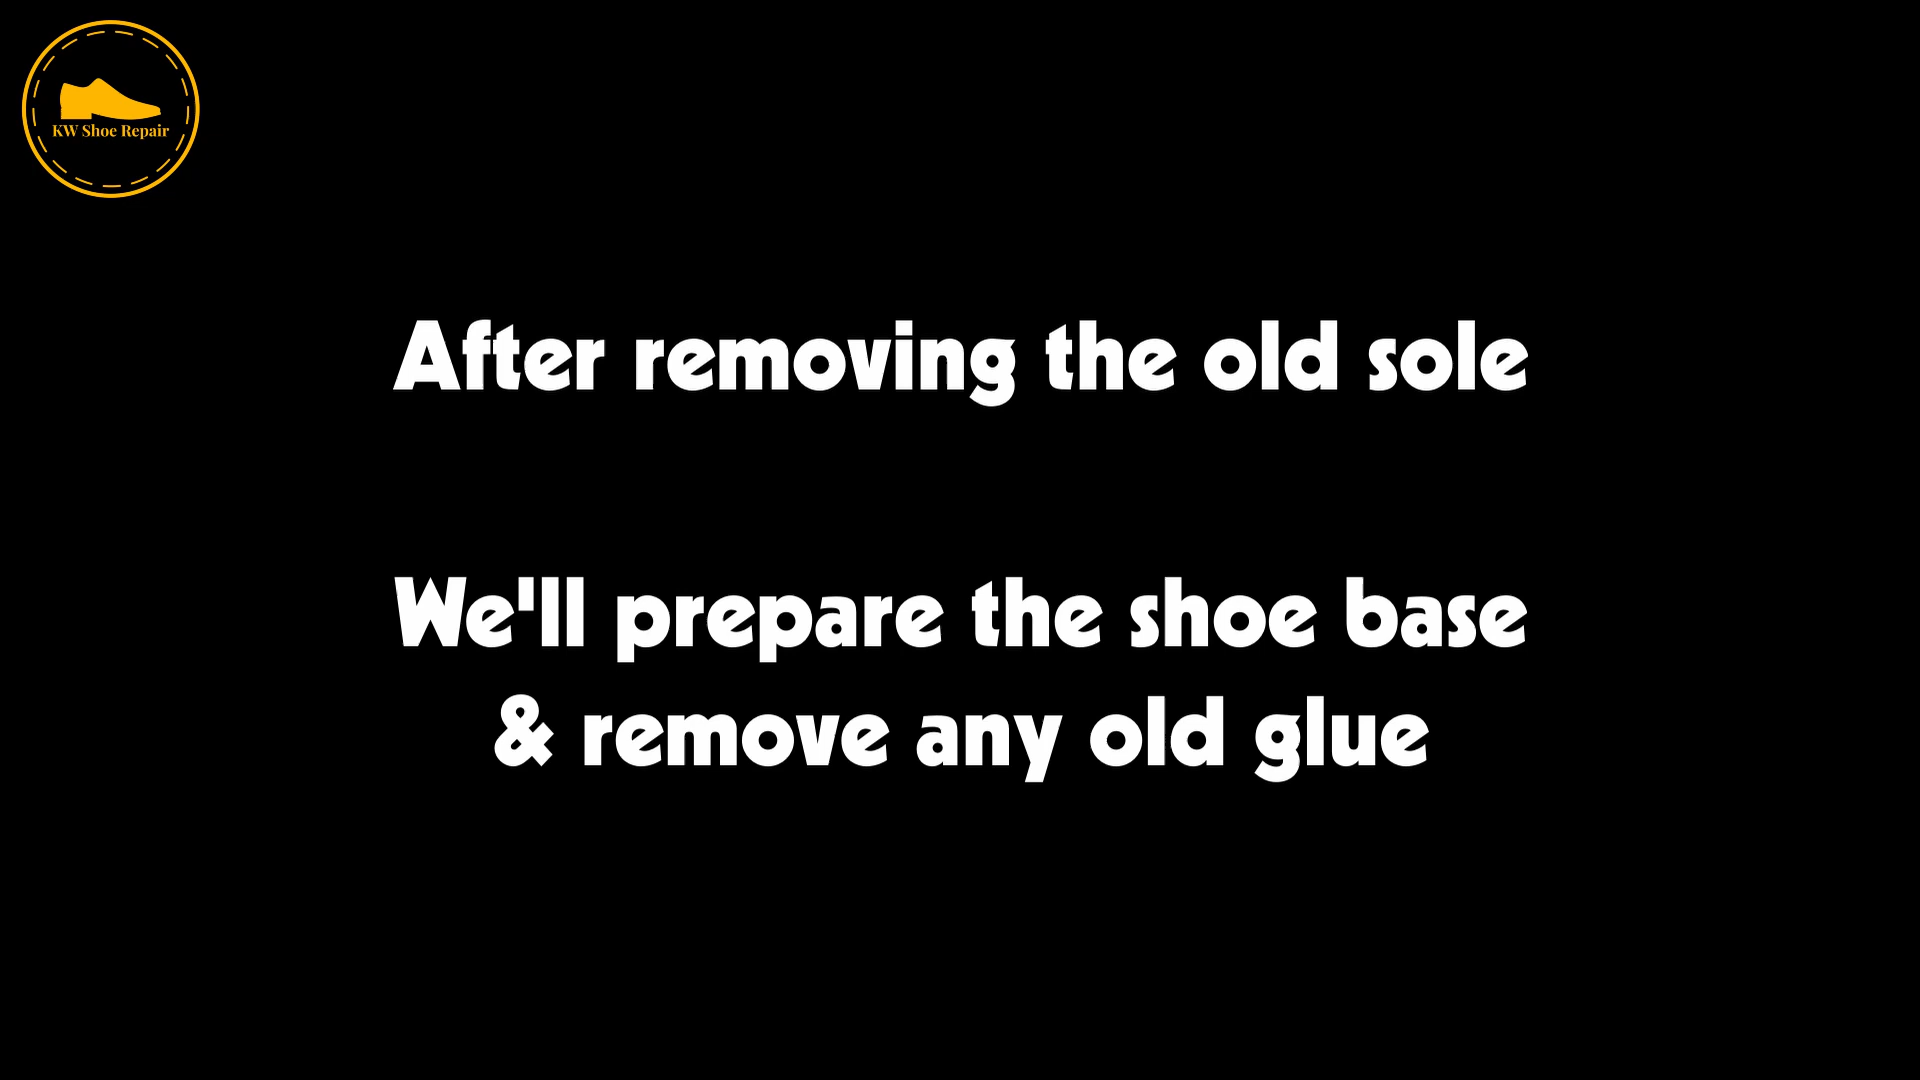 KW Shoe Repair
After removing the old sole
We'll prepare the shoe base
& remove any old glue